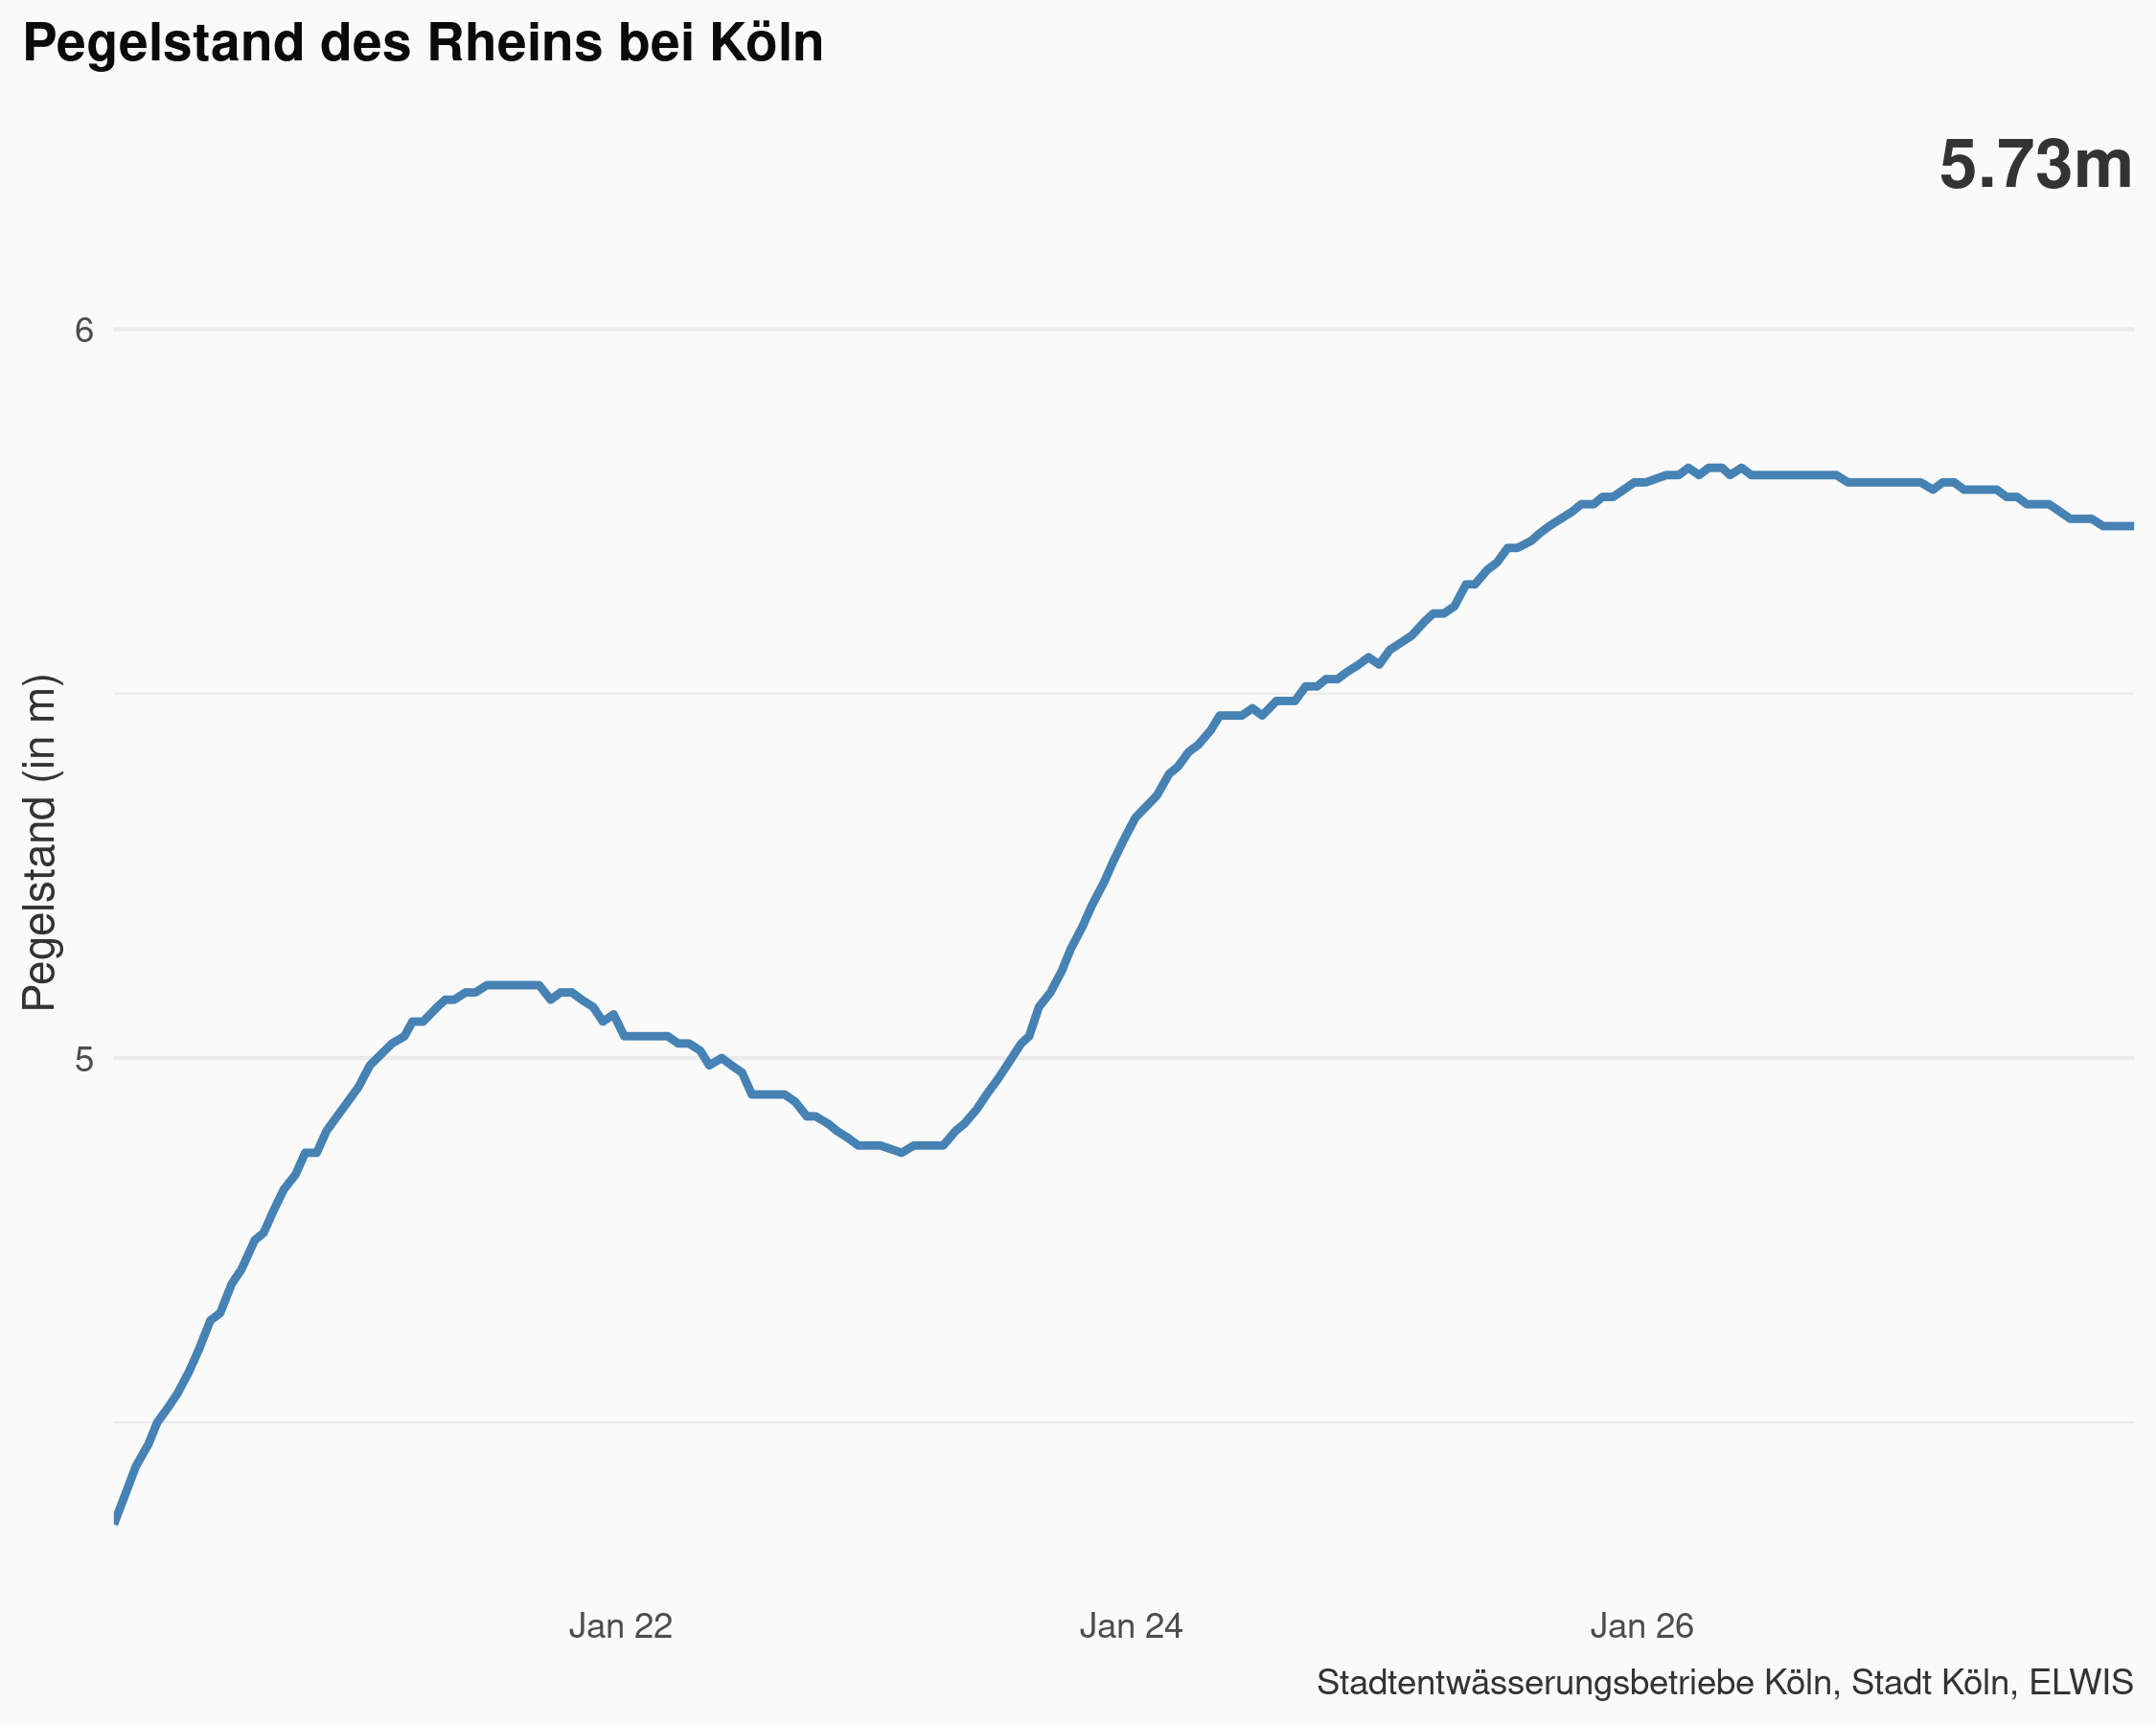 Pegelstand des Rheins bei Köln
5.73m
6
Pegelstand (in m)
5
Jan 22
Jan 24
Jan 26
Stadtentwässerungsbetriebe Köln, Stadt Köln, ELWIS